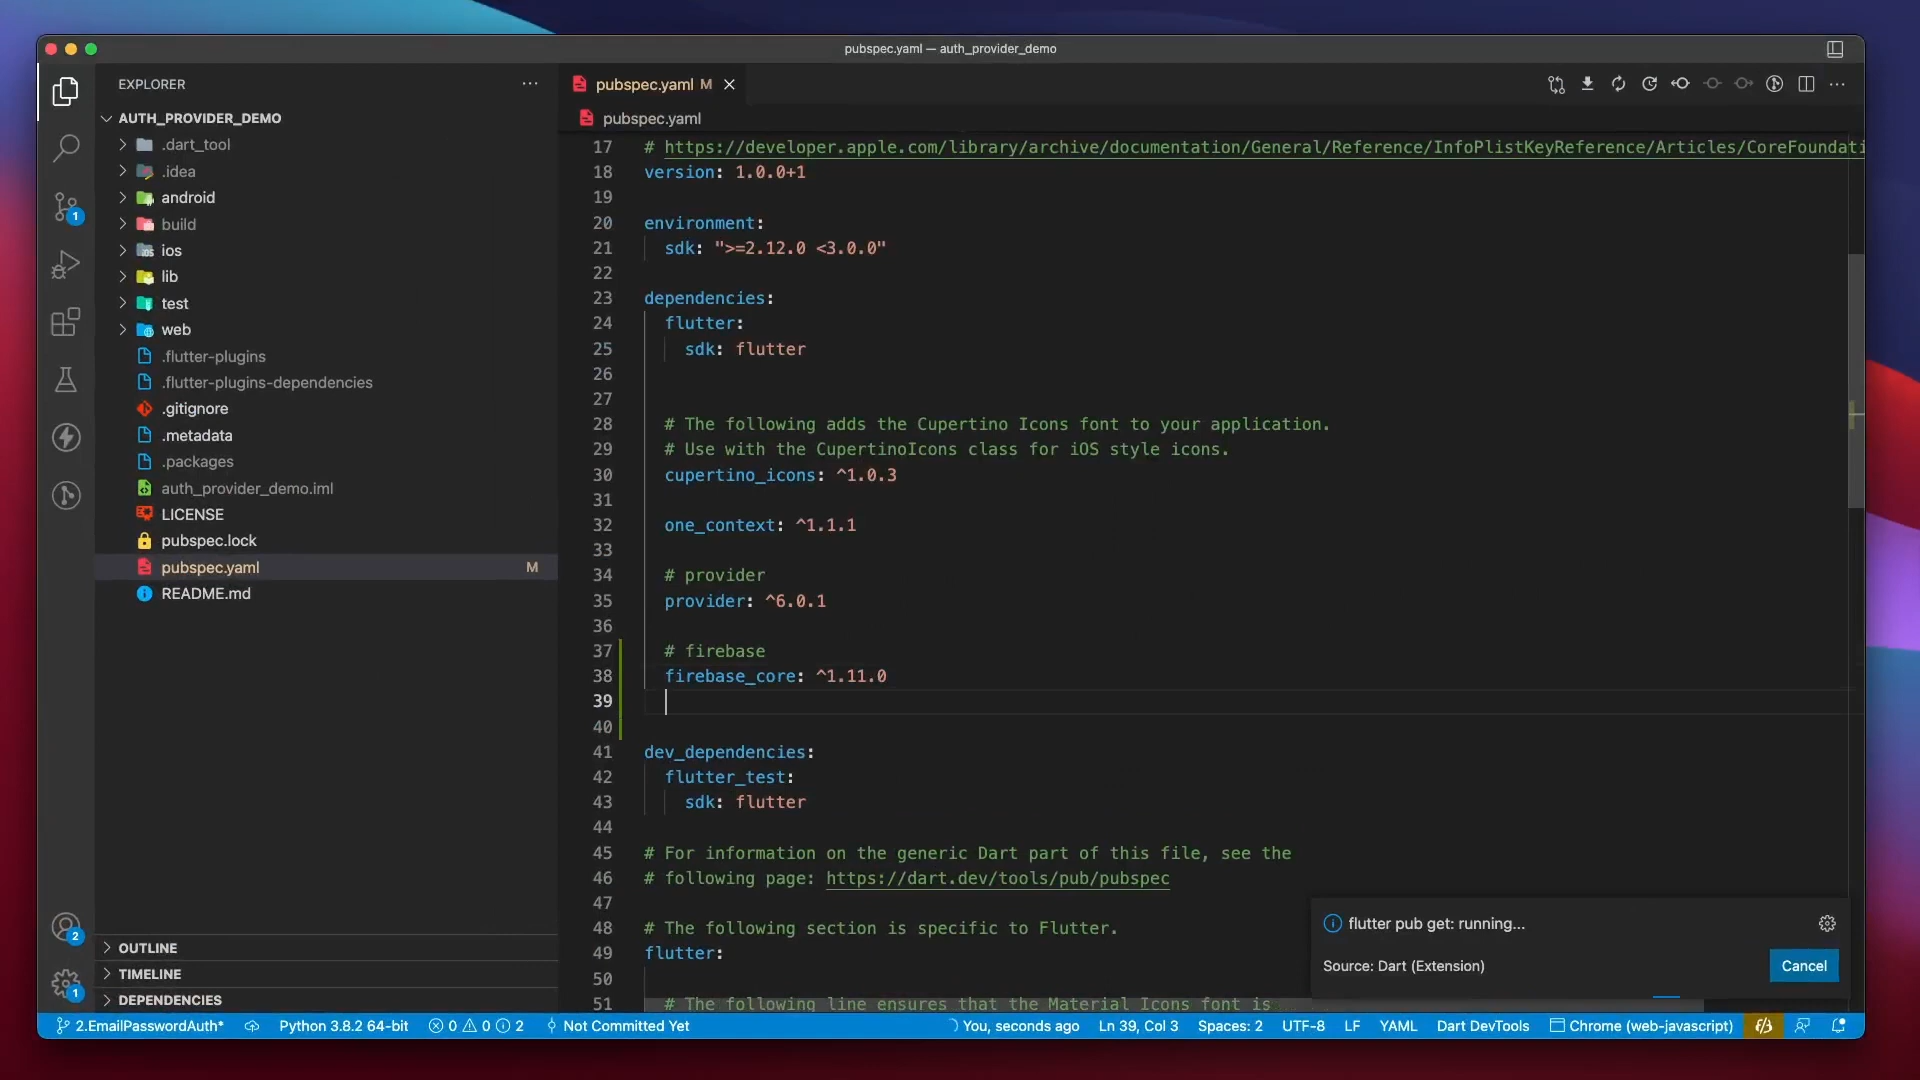 pubspec.yaml — auth_provider_demo
EXPLORER
AUTH_PROVIDER_DEMO
.dart_tool
.idea
android
build
ios
lib
test
web
.flutter-plugins
.flutter-plugins-dependencies
.gitignore
.metadata
.packages
auth_provider_demo.iml
LICENSE
pubspec.lock
pubspec.yaml M
README.md
OUTLINE
TIMELINE
DEPENDENCIES
1
2
1
pubspec.yaml M
pubspec.yaml
17 # https://developer.apple.com/library/archive/documentation/General/Reference/InfoPlistKeyReference/Articles/CoreFoundati
18 version: 1.0.0+1
19
20 environment:
21 sdk: ">=2.12.0 <3.0.0"
22
23 dependencies:
24 flutter:
25 sdk: flutter
26
27
28 # The following adds the Cupertino Icons font to your application.
29 # Use with the CupertinoIcons class for iOS style icons.
30 cupertino_icons: ^1.0.3
31
32 one_context: ^1.1.1
33
34 # provider
35 provider: ^6.0.1
36
37 # firebase
38 firebase_core: ^1.11.0
39
40
41 dev_dependencies:
42 flutter_test:
43 sdk: flutter
44
45 # For information on the generic Dart part of this file, see the
46 # following page: https://dart.dev/tools/pub/pubspec
47
48 # The following section is specific to Flutter.
49 flutter:
50
51 # The following line ensures that the Material Icons font is
flutter pub get: running...
Source: Dart (Extension)
Cancel
2.EmailPasswordAuth* Python 3.8.2 64-bit 0 0 2 Not Committed Yet You, seconds ago Ln 39, Col 3 Spaces: 2 UTF-8 LF YAML Dart DevTools Chrome (web-javascript)